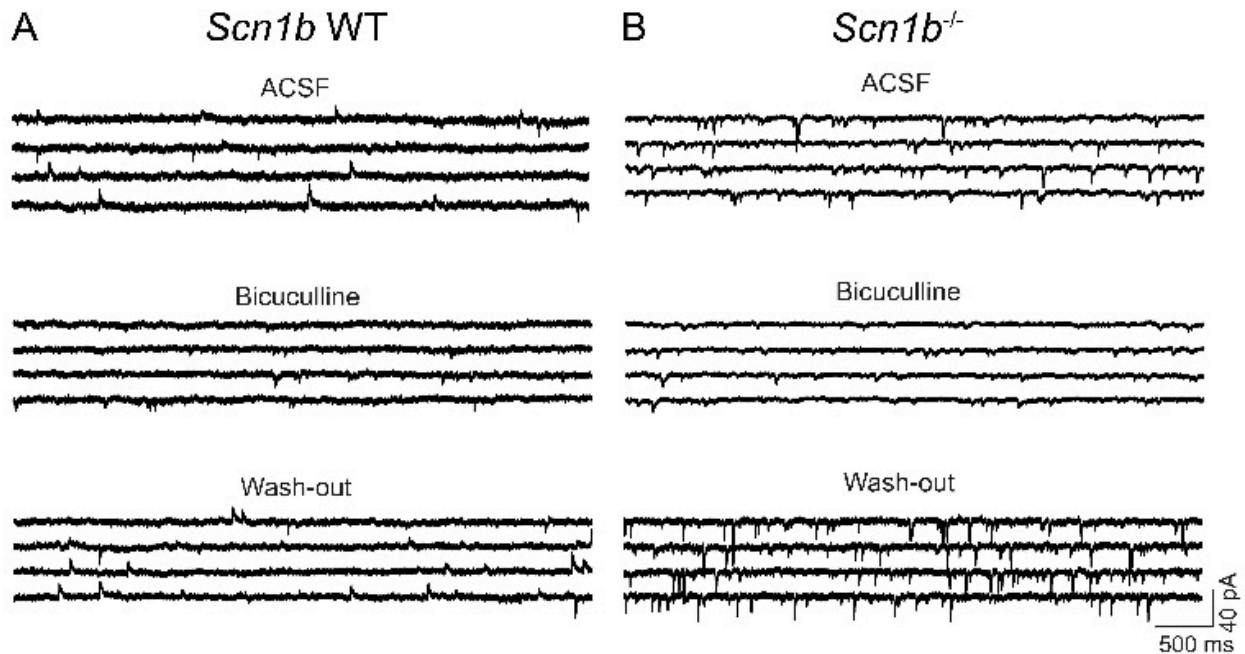 A Scn1b WT
B Scn1b-/-
ACSF
ACSF
Bicuculline
Bicuculline
Wash-out
Wash-out
40 pA
500 ms